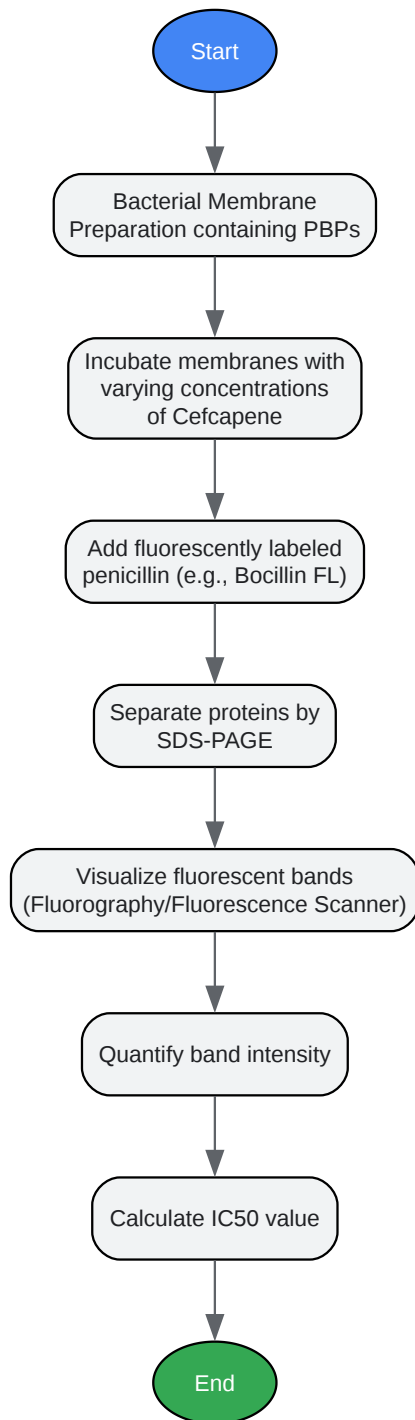 Start
Bacterial Membrane
Preparation containing PBPs
Incubate membranes with
varying concentrations
of Cefcapene
Add fluorescently labeled
penicillin (e.g., Bocillin FL)
Separate proteins by
SDS-PAGE
Visualize fluorescent bands
(Fluorography/Fluorescence Scanner)
Quantify band intensity
Calculate IC50 value
End